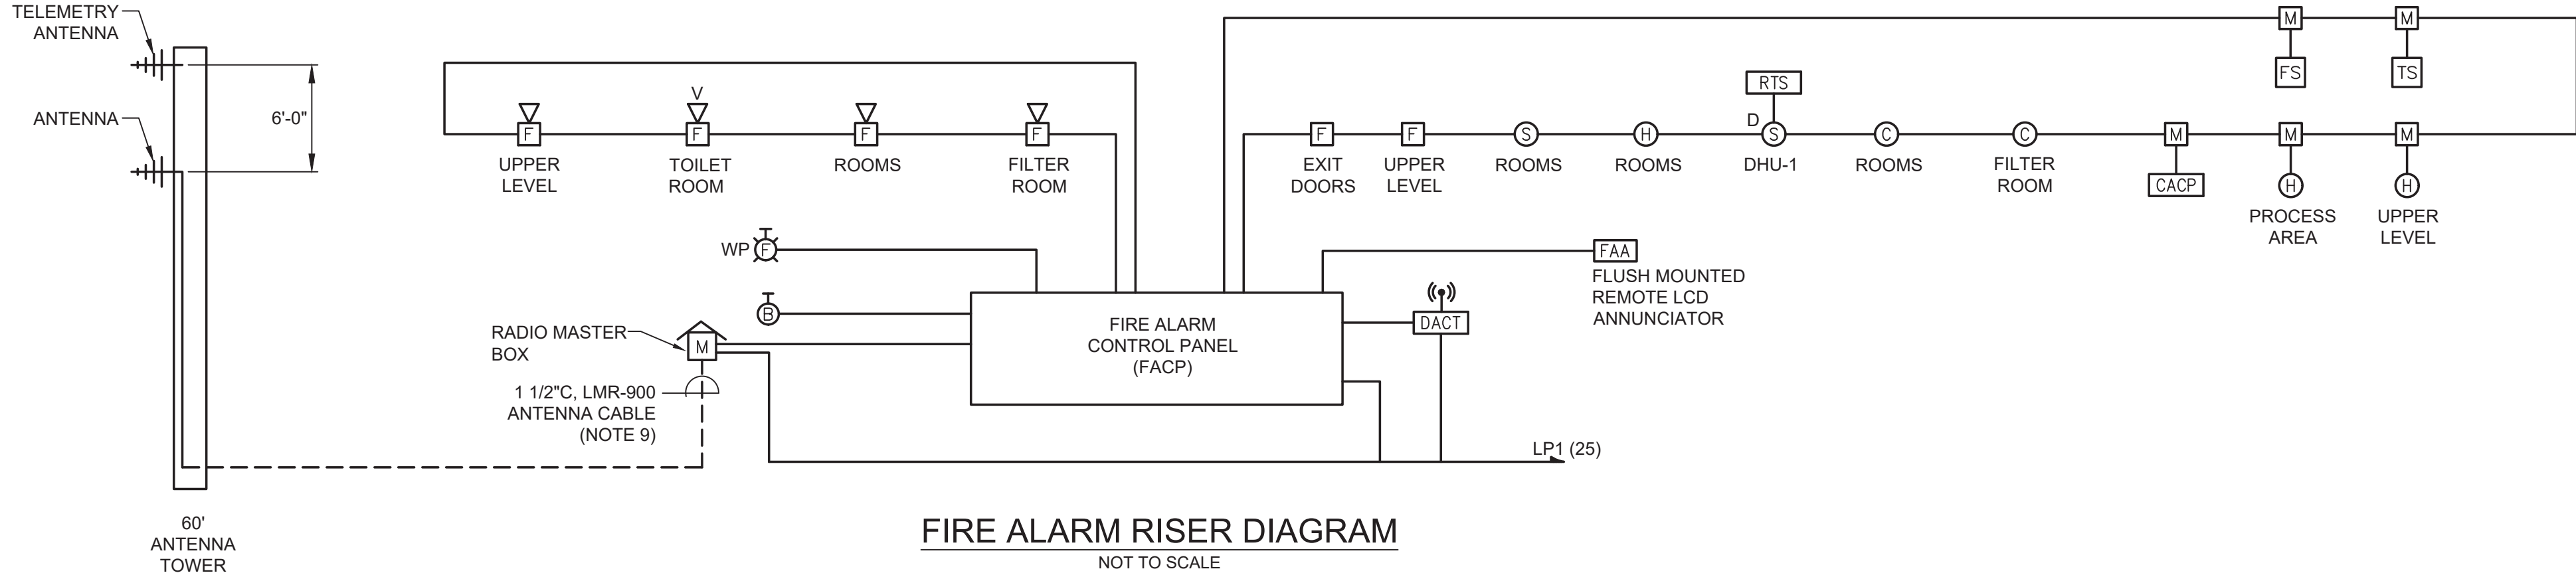 TELEMETRY
ANTENNA
ANTENNA
6'-0"
60'
ANTENNA
TOWER
V
F
F
F
F
UPPER
LEVEL
TOILET
ROOM
ROOMS
FILTER
ROOM
WP
F
B
RADIO MASTER
BOX
M
1 1/2"C, LMR-900
ANTENNA CABLE
(NOTE 9)
FIRE ALARM
CONTROL PANEL
(FACP)
M
M
FS
TS
RTS
D
F
F
S
H
S
C
C
M
M
M
EXIT
DOORS
UPPER
LEVEL
ROOMS
ROOMS
DHU-1
ROOMS
FILTER
ROOM
CACP
H
H
PROCESS
AREA
UPPER
LEVEL
FAA
FLUSH MOUNTED
REMOTE LCD
ANNUNCIATOR
DACT
LP1 (25)
FIRE ALARM RISER DIAGRAM
NOT TO SCALE